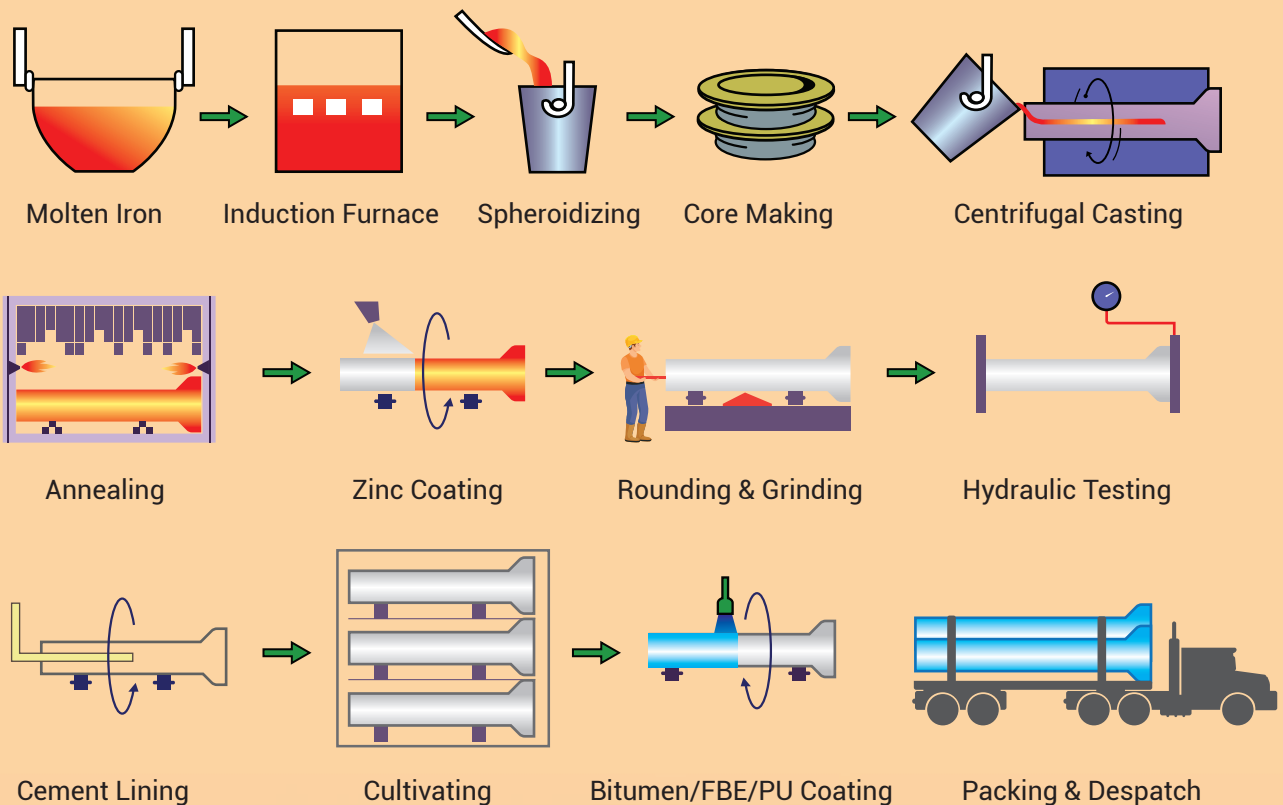 Molten Iron
Induction Furnace
Spheroidizing
Core Making
Centrifugal Casting
Annealing
Zinc Coating
Rounding & Grinding
Hydraulic Testing
Cement Lining
Cultivating
Bitumen/FBE/PU Coating
Packing & Despatch